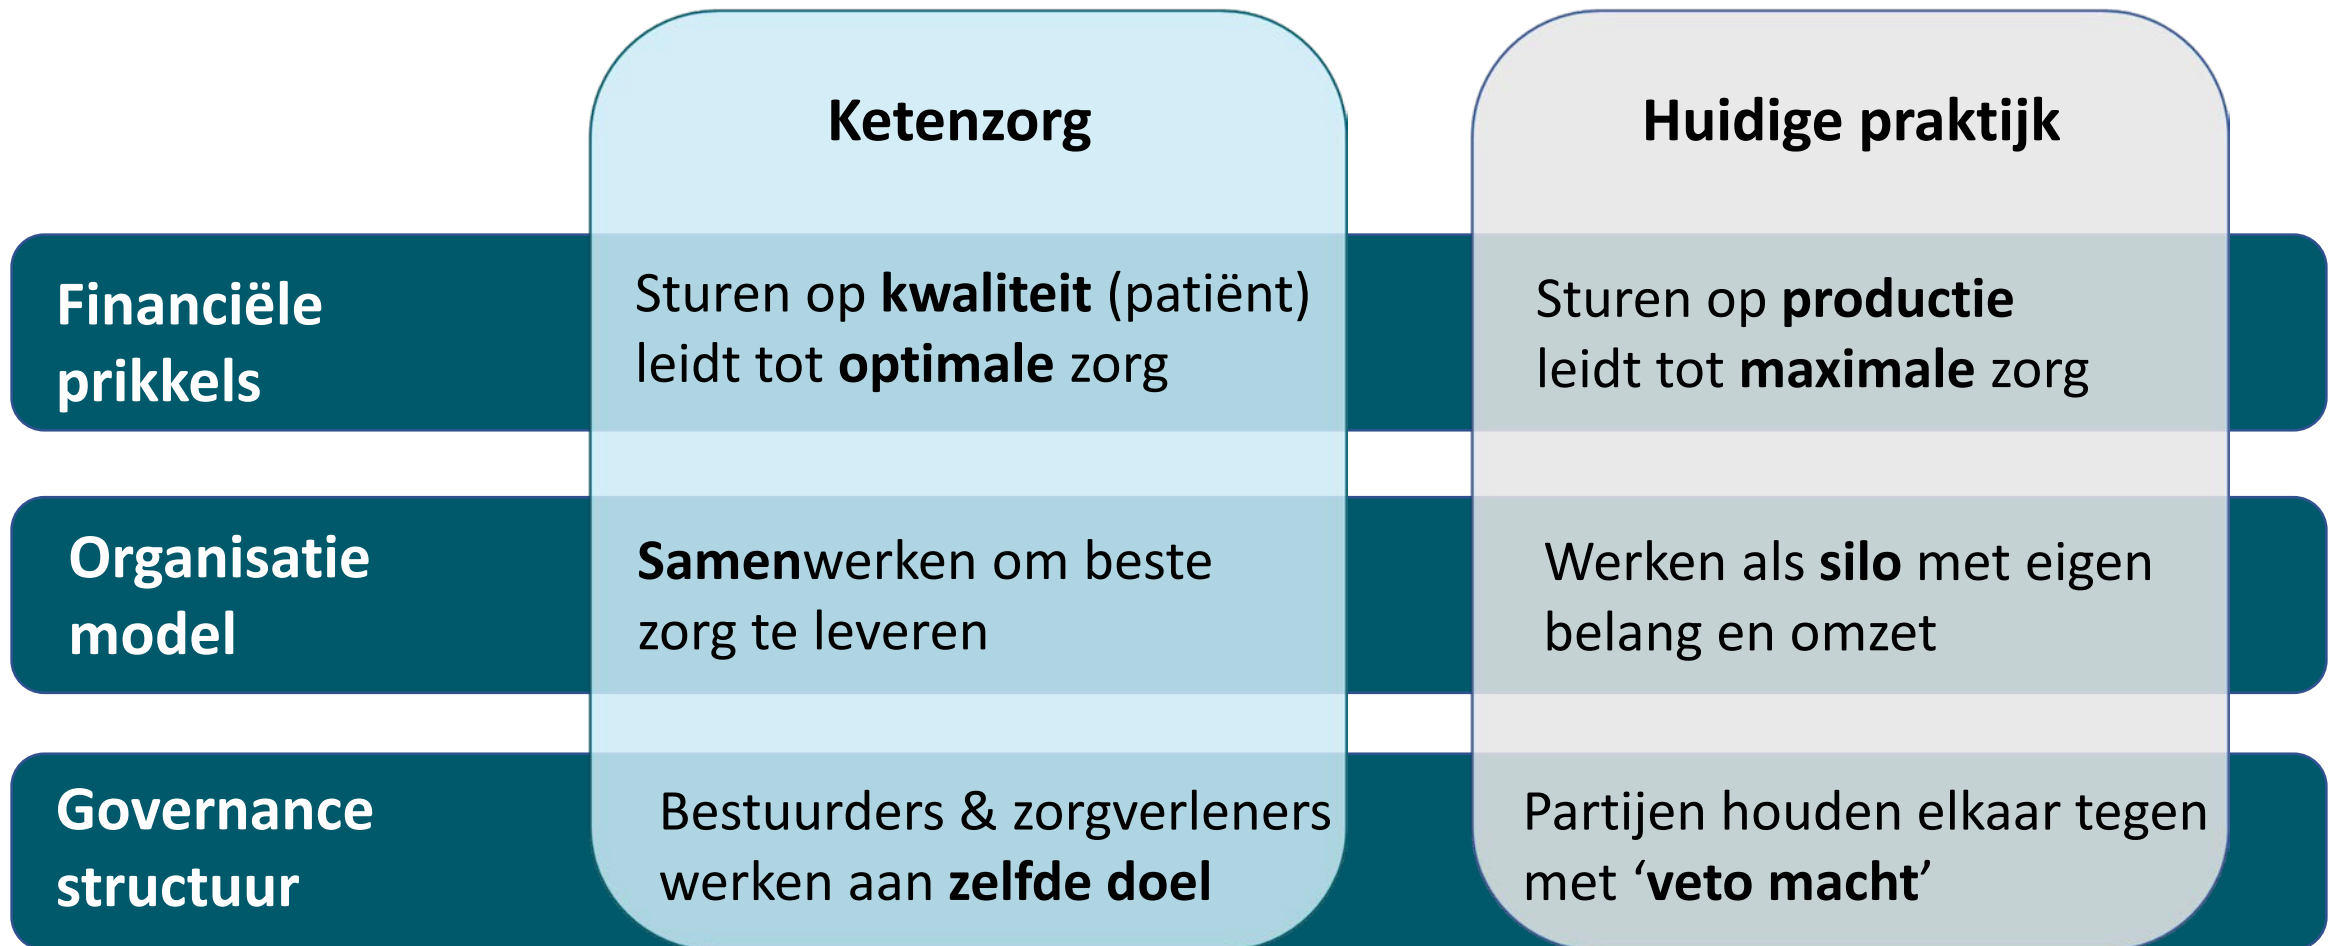 Ketenzorg
Huidige praktijk
Financiële
prikkels
Sturen op kwaliteit (patiënt)
leidt tot optimale zorg
Sturen op productie
leidt tot maximale zorg
Organisatie
model
Samenwerken om beste
zorg te leveren
Werken als silo met eigen
belang en omzet
Governance
structuur
Bestuurders & zorgverleners
werken aan zelfde doel
Partijen houden elkaar tegen
met ‘veto macht’